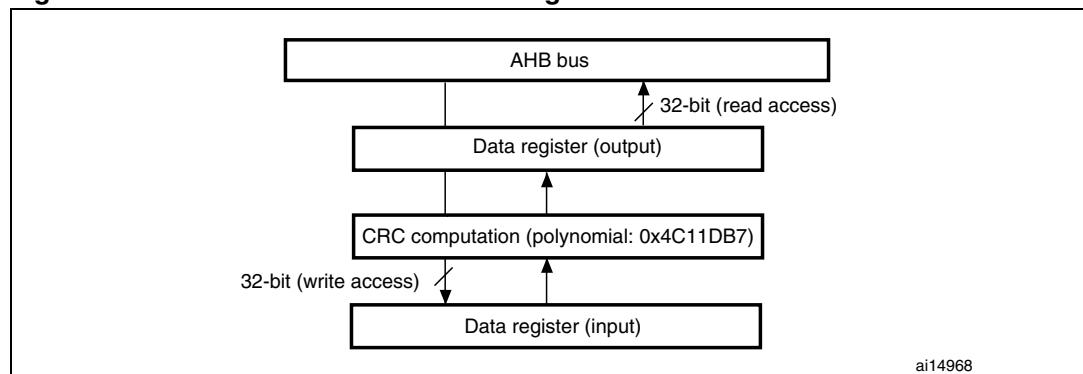 AHB bus
32-bit (read access)
Data register (output)
CRC computation (polynomial: 0x4C11DB7)
32-bit (write access)
Data register (input)
ai14968